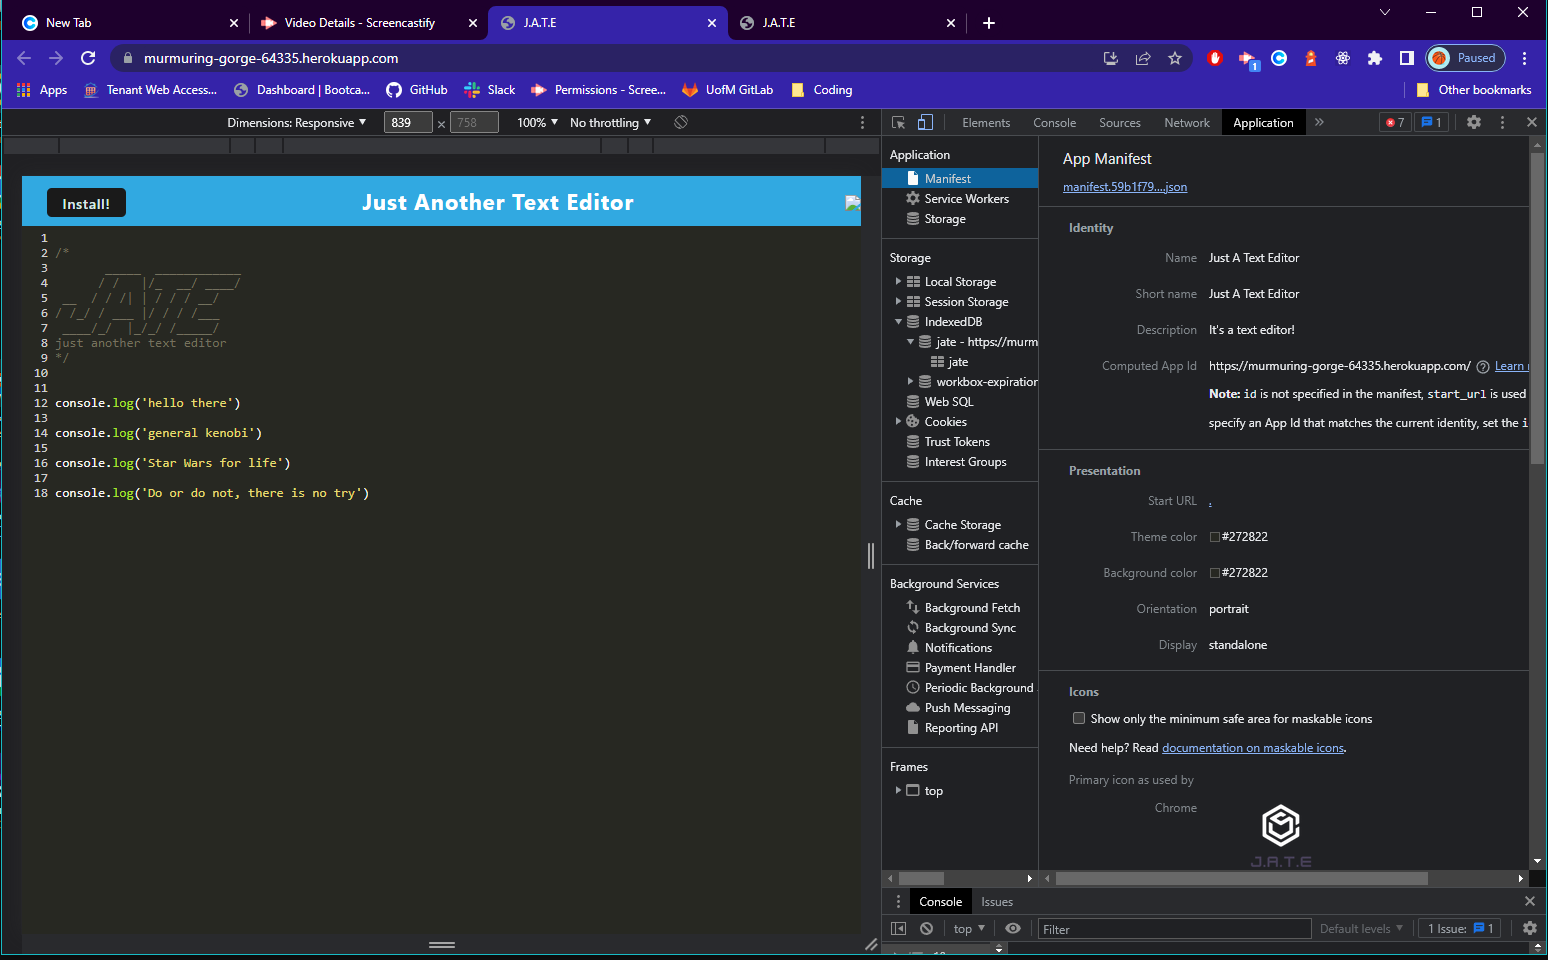 New Tab
Video Details - Screencastify
J.A.T.E
J.A.T.E
murmuring-gorge-64335.herokuapp.com
1
Paused
Apps
Tenant Web Access...
Dashboard | Bootca...
GitHub
Slack
Permissions - Scree...
UofM GitLab
Coding
Other bookmarks
Dimensions: Responsive
839 × 758
100%
No throttling
Elements
Console
Sources
Network
Application
7
1
Install!
Just Another Text Editor
1
2 /*
3
4
5
6
7
8 just another text editor
9 */
10
11
12 console.log('hello there')
13
14 console.log('general kenobi')
15
16 console.log('Star Wars for life')
17
18 console.log('Do or do not, there is no try')
Application
Manifest
Service Workers
Storage
Storage
Local Storage
Session Storage
IndexedDB
jate - https://murm
jate
workbox-expiration
Web SQL
Cookies
Trust Tokens
Interest Groups
Cache
Cache Storage
Back/forward cache
Background Services
Background Fetch
Background Sync
Notifications
Payment Handler
Periodic Background
Push Messaging
Reporting API
Frames
top
App Manifest
manifest.59b1f79....json
Identity
Name Just A Text Editor
Short name Just A Text Editor
Description It's a text editor!
Computed App Id https://murmuring-gorge-64335.herokuapp.com/ ? Learn
Note: id is not specified in the manifest, start_url is used
specify an App Id that matches the current identity, set the i
Presentation
Start URL .
Theme color #272822
Background color #272822
Orientation portrait
Display standalone
Icons
Show only the minimum safe area for maskable icons
Need help? Read documentation on maskable icons.
Primary icon as used by
Chrome
J.A.T.E
Console
Issues
top
Filter
Default levels
1 Issue: 1